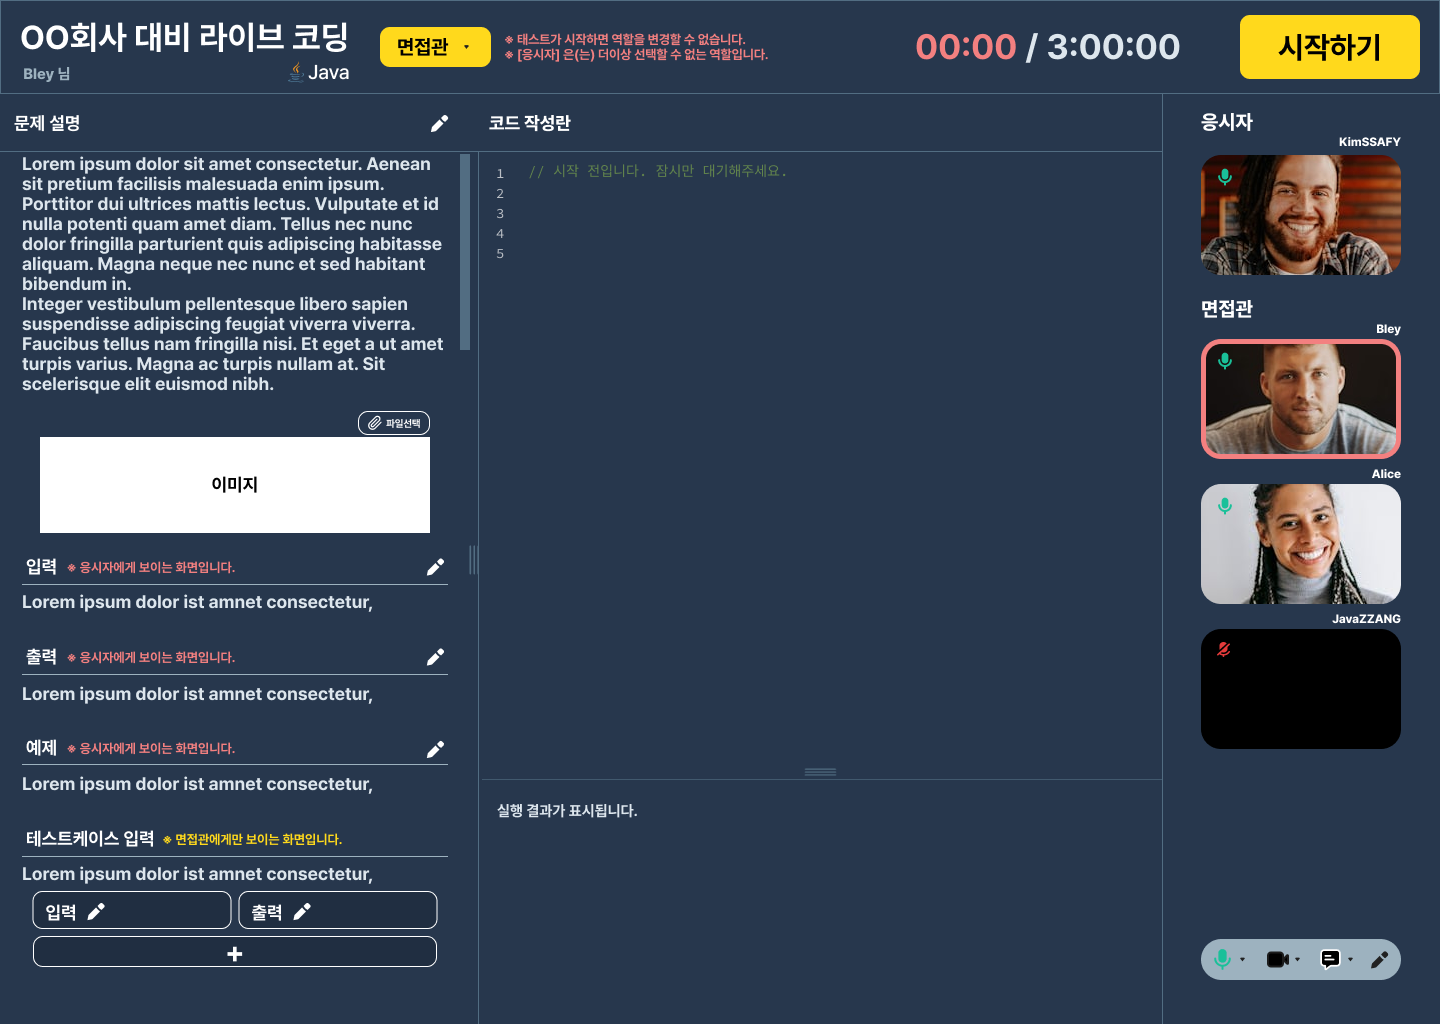 OO회사 대비 라이브 코딩
Bley 님
Java
면접관
※ 태스트가 시작하면 역할을 변경할 수 없습니다.
※ [응시자] 은(는) 더이상 선택할 수 없는 역할입니다.
00:00 / 3:00:00
시작하기
문제 설명
Lorem ipsum dolor sit amet consectetur. Aenean
sit pretium facilisis malesuada enim ipsum.
Porttitor dui ultrices mattis lectus. Vulputate et id
nulla potenti quam amet diam. Tellus nec nunc
dolor fringilla parturient quis adipiscing habitasse
aliquam. Magna neque nec nunc et sed habitant
bibendum in.
Integer vestibulum pellentesque libero sapien
suspendisse adipiscing feugiat viverra viverra.
Faucibus tellus nam fringilla nisi. Et eget a ut amet
turpis varius. Magna ac turpis nullam at. Sit
scelerisque elit euismod nibh.
파일선택
이미지
입력 ※ 응시자에게 보이는 화면입니다.
Lorem ipsum dolor ist amnet consectetur,
출력 ※ 응시자에게 보이는 화면입니다.
Lorem ipsum dolor ist amnet consectetur,
예제 ※ 응시자에게 보이는 화면입니다.
Lorem ipsum dolor ist amnet consectetur,
테스트케이스 입력 ※ 면접관에게만 보이는 화면입니다.
Lorem ipsum dolor ist amnet consectetur,
입력
출력
+
코드 작성란
1 // 시작 전입니다. 잠시만 대기해주세요.
2
3
4
5
실행 결과가 표시됩니다.
응시자
KimSSAFY
면접관
Bley
Alice
JavaZZANG